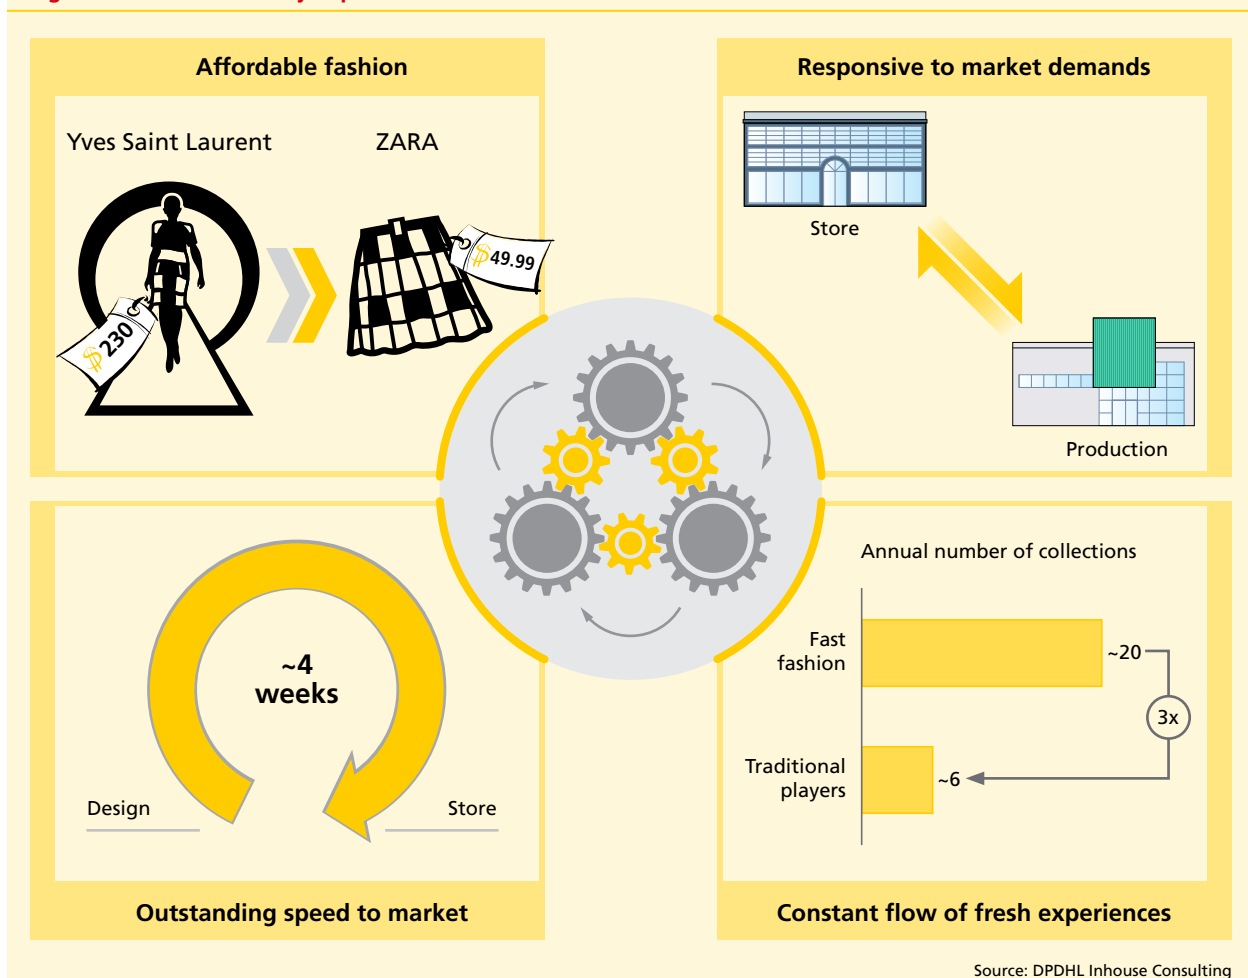 Affordable fashion
Yves Saint Laurent
ZARA
$230
$49.99
Responsive to market demands
Store
Production
~4
weeks
Design
Store
Outstanding speed to market
Annual number of collections
Fast
fashion
~20
3x
Traditional
players
~6
Constant flow of fresh experiences
Source: DPDHL Inhouse Consulting